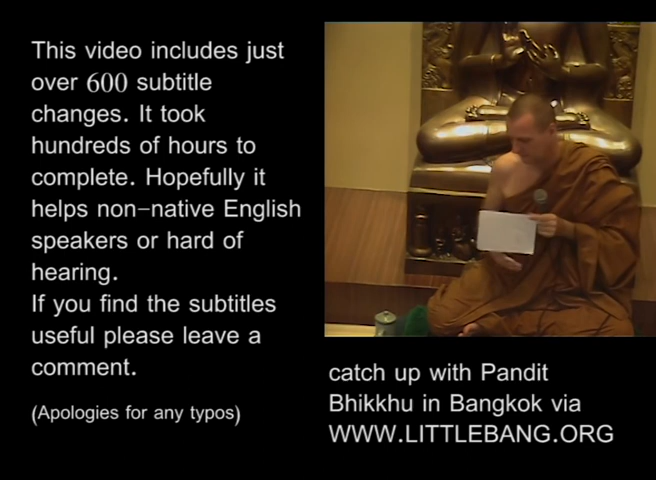 This video includes just
over 600 subtitle
changes. It took
hundreds of hours to
complete. Hopefully it
helps non-native English
speakers or hard of
hearing.
If you find the subtitles
useful please leave a
comment.
(Apologies for any typos)
catch up with Pandit
Bhikkhu in Bangkok via
WWW.LITTLEBANG.ORG